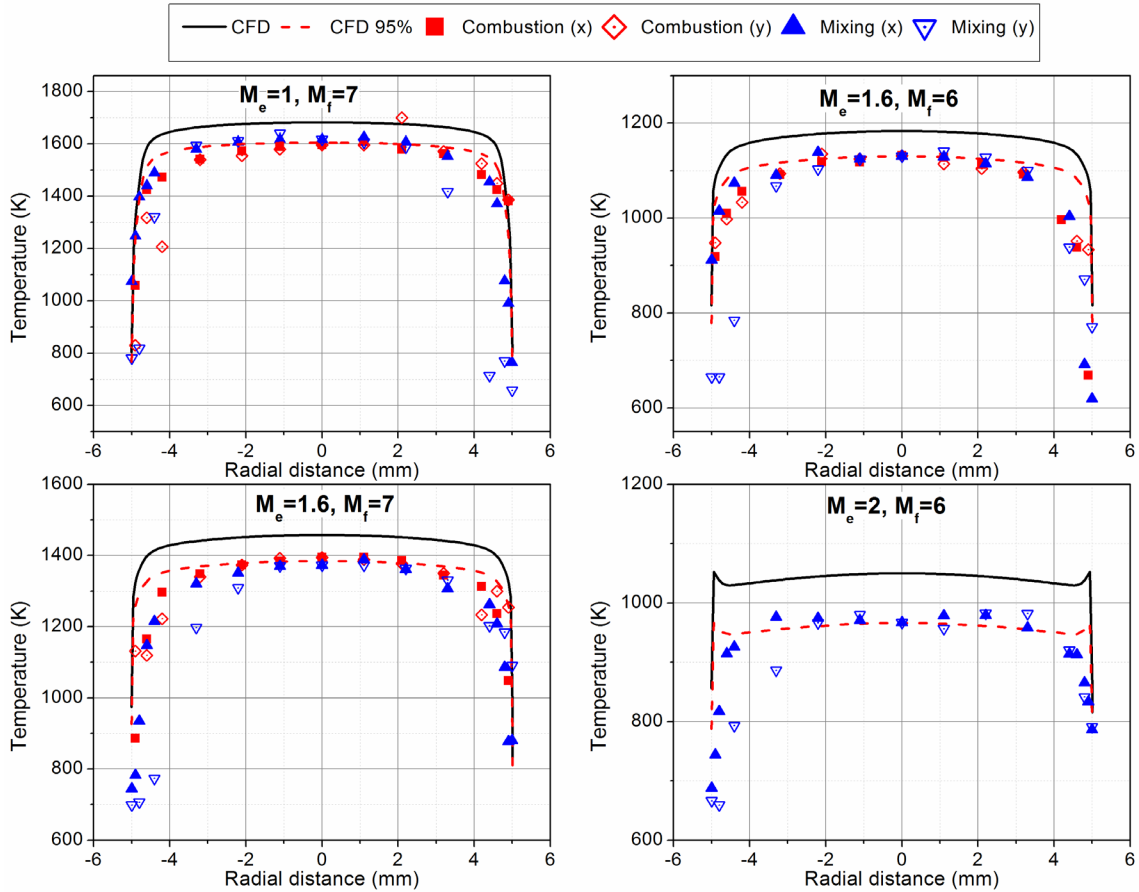 CFD CFD 95% Combustion (x) Combustion (y) Mixing (x) Mixing (y)
Me=1, Mf=7
Temperature (K)
1800
1600
1400
1200
1000
800
600
-6 -4 -2 0 2 4 6
Radial distance (mm)
Me=1.6, Mf=6
Temperature (K)
1200
1000
800
600
-6 -4 -2 0 2 4 6
Radial distance (mm)
Me=1.6, Mf=7
Temperature (K)
1600
1400
1200
1000
800
600
-6 -4 -2 0 2 4 6
Radial distance (mm)
Me=2, Mf=6
Temperature (K)
1200
1000
800
600
-6 -4 -2 0 2 4 6
Radial distance (mm)